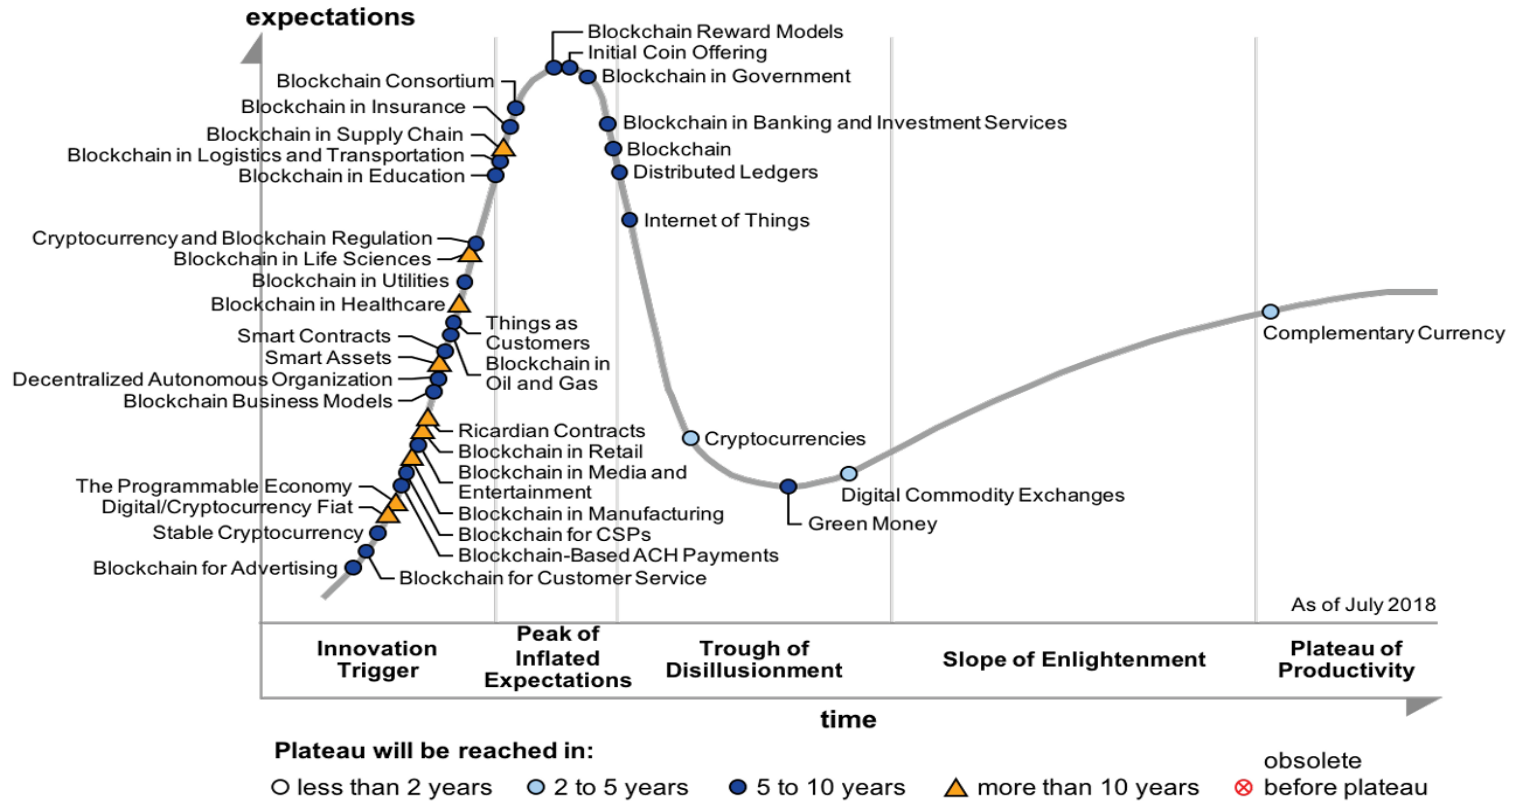 expectations
Blockchain Reward Models
Initial Coin Offering
Blockchain in Government
Blockchain Consortium
Blockchain in Insurance
Blockchain in Supply Chain
Blockchain in Logistics and Transportation
Blockchain in Education
Blockchain in Banking and Investment Services
Blockchain
Distributed Ledgers
Internet of Things
Cryptocurrency and Blockchain Regulation
Blockchain in Life Sciences
Blockchain in Utilities
Blockchain in Healthcare
Things as
Customers
Smart Contracts
Smart Assets
Blockchain in
Oil and Gas
Decentralized Autonomous Organization
Blockchain Business Models
Complementary Currency
Ricardian Contracts
Blockchain in Retail
Blockchain in Media and
Entertainment
Blockchain in Manufacturing
Blockchain for CSPs
Blockchain-Based ACH Payments
The Programmable Economy
Digital/Cryptocurrency Fiat
Stable Cryptocurrency
Blockchain for Advertising
Blockchain for Customer Service
Cryptocurrencies
Digital Commodity Exchanges
Green Money
As of July 2018
Innovation
Trigger
Peak of
Inflated
Expectations
Trough of
Disillusionment
Slope of Enlightenment
Plateau of
Productivity
time
Plateau will be reached in:
less than 2 years
2 to 5 years
5 to 10 years
more than 10 years
obsolete
before plateau